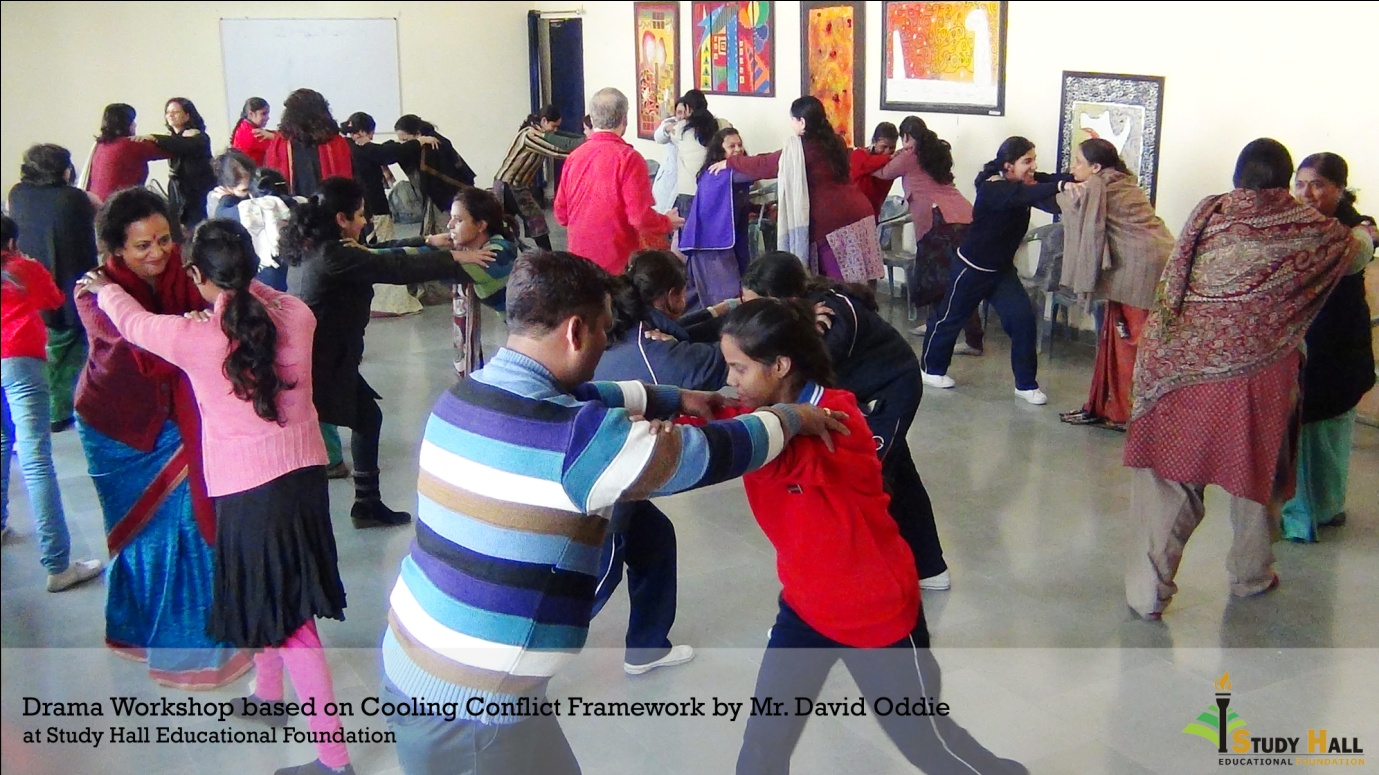 Drama Workshop based on Cooling Conflict Framework by Mr. David Oddie
at Study Hall Educational Foundation
STUDY HALL
EDUCATIONAL FOUNDATION